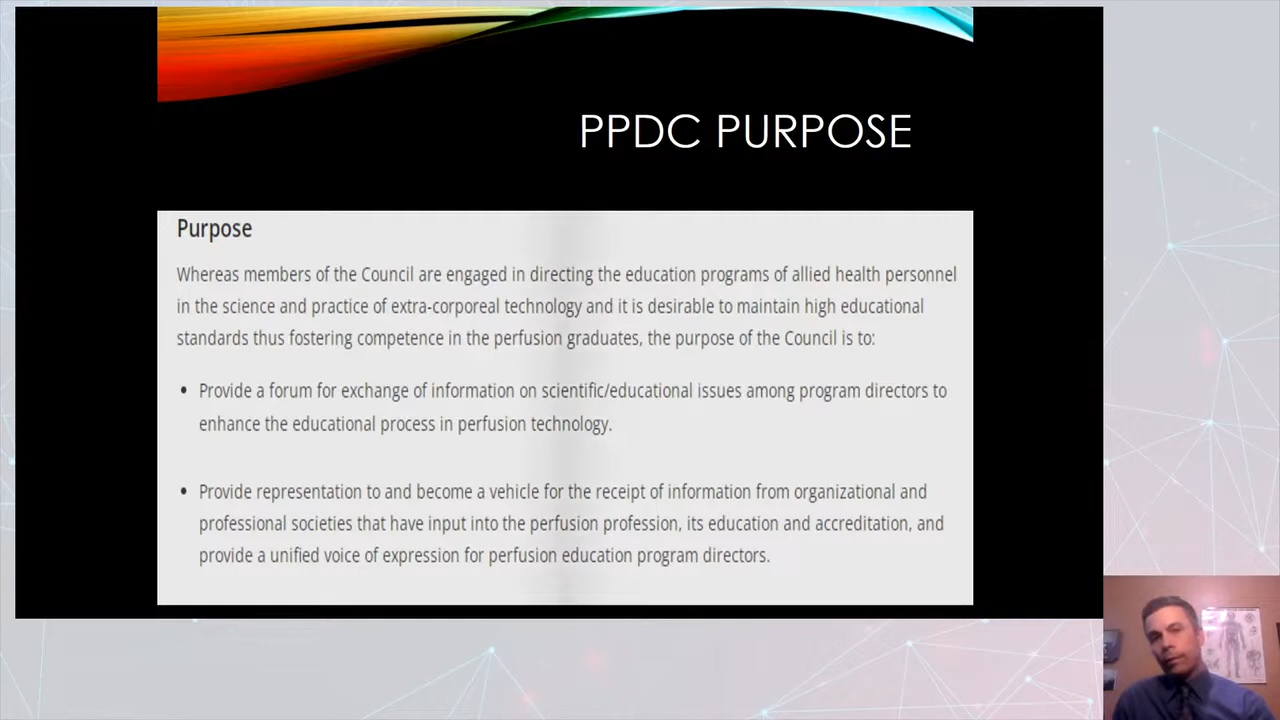 PPDC PURPOSE
Purpose
Whereas members of the Council are engaged in directing the education programs of allied health personnel
in the science and practice of extra-corporeal technology and it is desirable to maintain high educational
standards thus fostering competence in the perfusion graduates, the purpose of the Council is to:
• Provide a forum for exchange of information on scientific/educational issues among program directors to
enhance the educational process in perfusion technology.
• Provide representation to and become a vehicle for the receipt of information from organizational and
professional societies that have input into the perfusion profession, its education and accreditation, and
provide a unified voice of expression for perfusion education program directors.